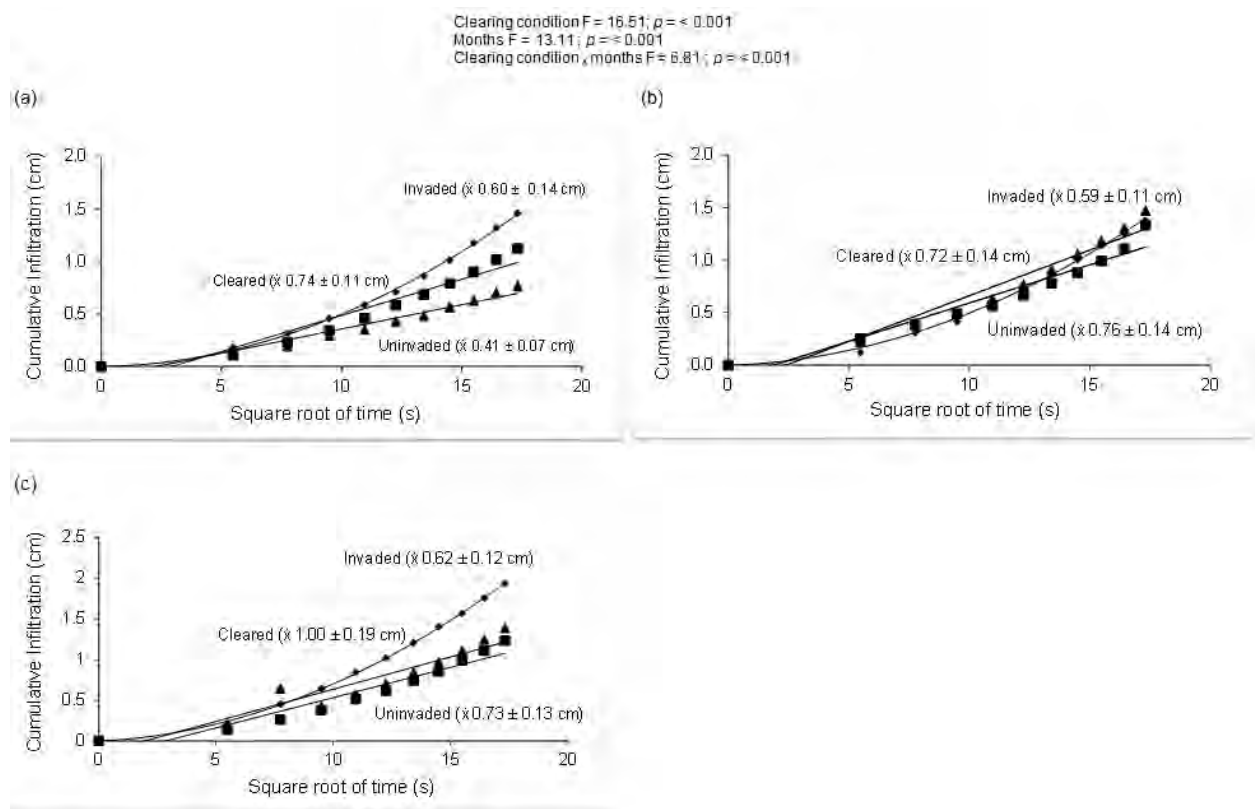 Clearing condition F = 16.51; p = < 0.001
Months F = 13.11; p = < 0.001
Clearing condition x months F = 6.81; p = < 0.001
(a)
(b)
2.0
1.5
1.0
0.5
0.0
Cumulative Infiltration (cm)
Invaded (x̄ 0.60 ± 0.14 cm)
Cleared (x̄ 0.74 ± 0.11 cm)
Uninvaded (x̄ 0.41 ± 0.07 cm)
0 5 10 15 20
Square root of time (s)
2.0
1.5
1.0
0.5
0.0
Cumulative Infiltration (cm)
Invaded (x̄ 0.59 ± 0.11 cm)
Cleared (x̄ 0.72 ± 0.14 cm)
Uninvaded (x̄ 0.76 ± 0.14 cm)
0 5 10 15 20
Square root of time (s)
(c)
2.5
2
1.5
1
0.5
0
Cumulative Infiltration (cm)
Invaded (x̄ 0.62 ± 0.12 cm)
Cleared (x̄ 1.00 ± 0.19 cm)
Uninvaded (x̄ 0.73 ± 0.13 cm)
0 5 10 15 20
Square root of time (s)